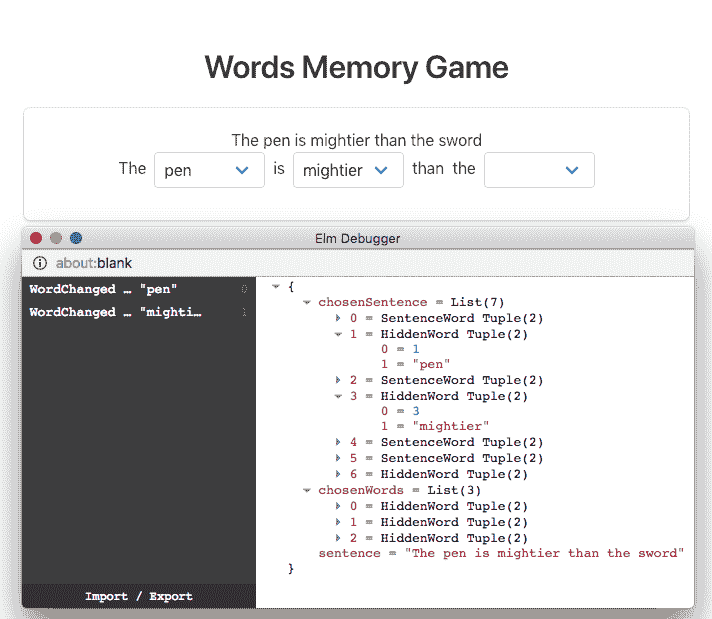 Words Memory Game
The pen is mightier than the sword
The pen is mightier than the
Elm Debugger
about:blank
WordChanged … "pen" 0
WordChanged … "mighti… 1
{
chosenSentence = List(7)
0 = SentenceWord Tuple(2)
1 = HiddenWord Tuple(2)
0 = 1
1 = "pen"
2 = SentenceWord Tuple(2)
3 = HiddenWord Tuple(2)
0 = 3
1 = "mightier"
4 = SentenceWord Tuple(2)
5 = SentenceWord Tuple(2)
6 = HiddenWord Tuple(2)
chosenWords = List(3)
0 = HiddenWord Tuple(2)
1 = HiddenWord Tuple(2)
2 = HiddenWord Tuple(2)
sentence = "The pen is mightier than the sword"
}
Import / Export